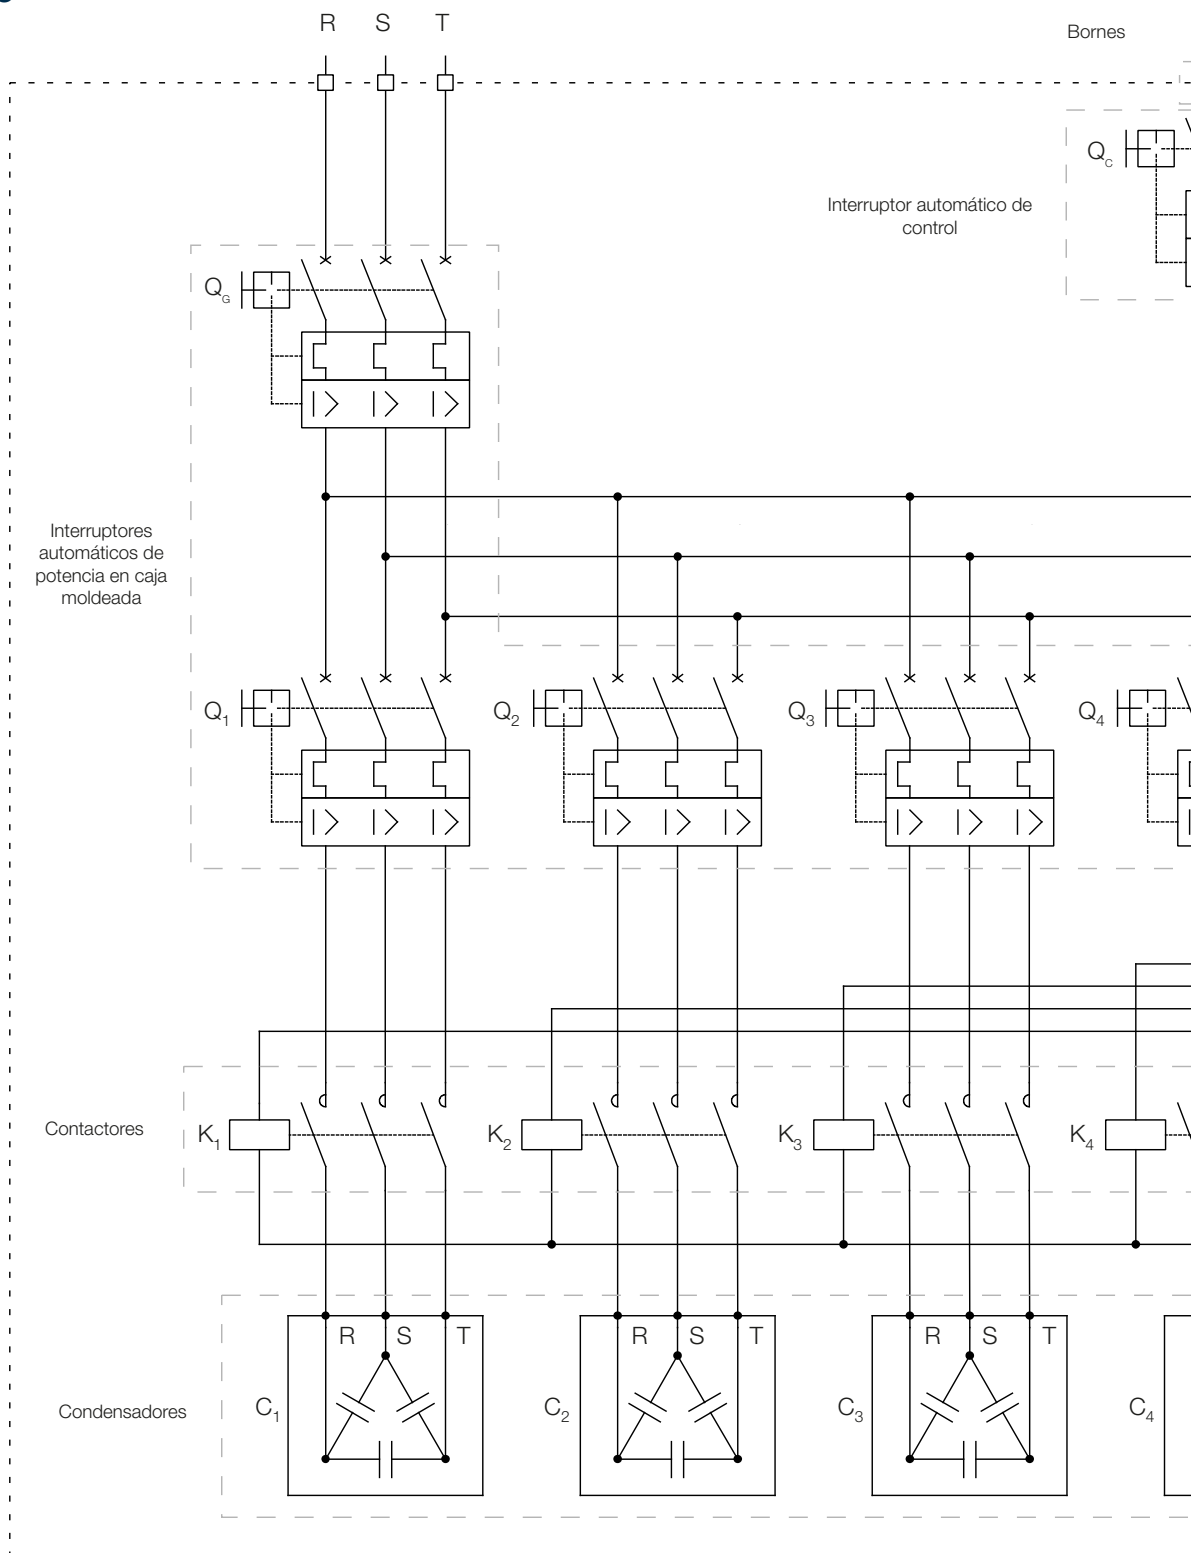 R S T
Bornes
Q_C
Interruptor automático de
control
Q_G
Interruptores
automáticos de
potencia en caja
moldeada
Q_1 Q_2 Q_3 Q_4
Contactores
K_1 K_2 K_3 K_4
R S T R S T R S T
Condensadores
C_1 C_2 C_3 C_4